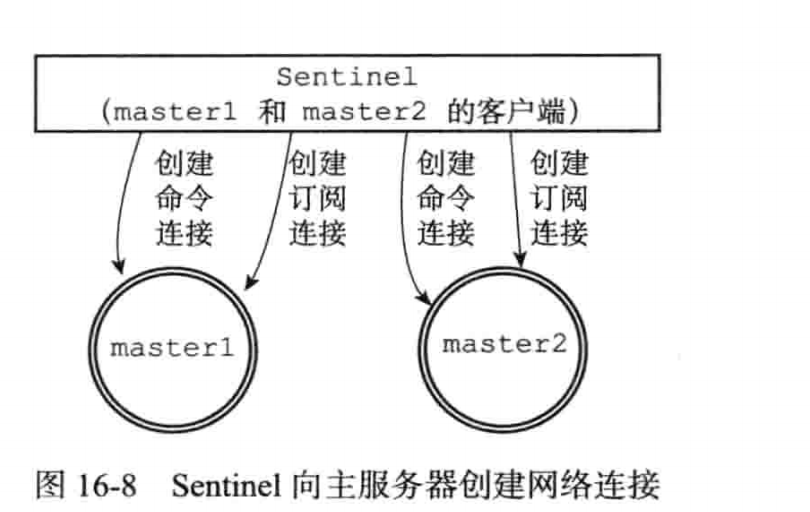 Sentinel
(master1 和 master2 的客户端)
创建
命令
连接
创建
订阅
连接
创建
命令
连接
创建
订阅
连接
master1
master2
图 16-8 Sentinel 向主服务器创建网络连接